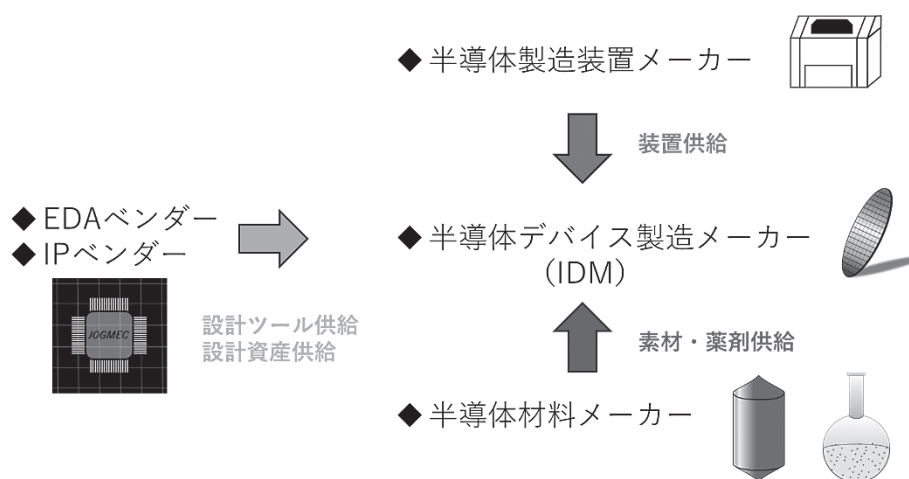 ◆ 半導体製造装置メーカー
装置供給
◆ EDAベンダー
◆ IPベンダー
JOGMEC
設計ツール供給
設計資産供給
◆ 半導体デバイス製造メーカー
(IDM)
素材・薬剤供給
◆ 半導体材料メーカー